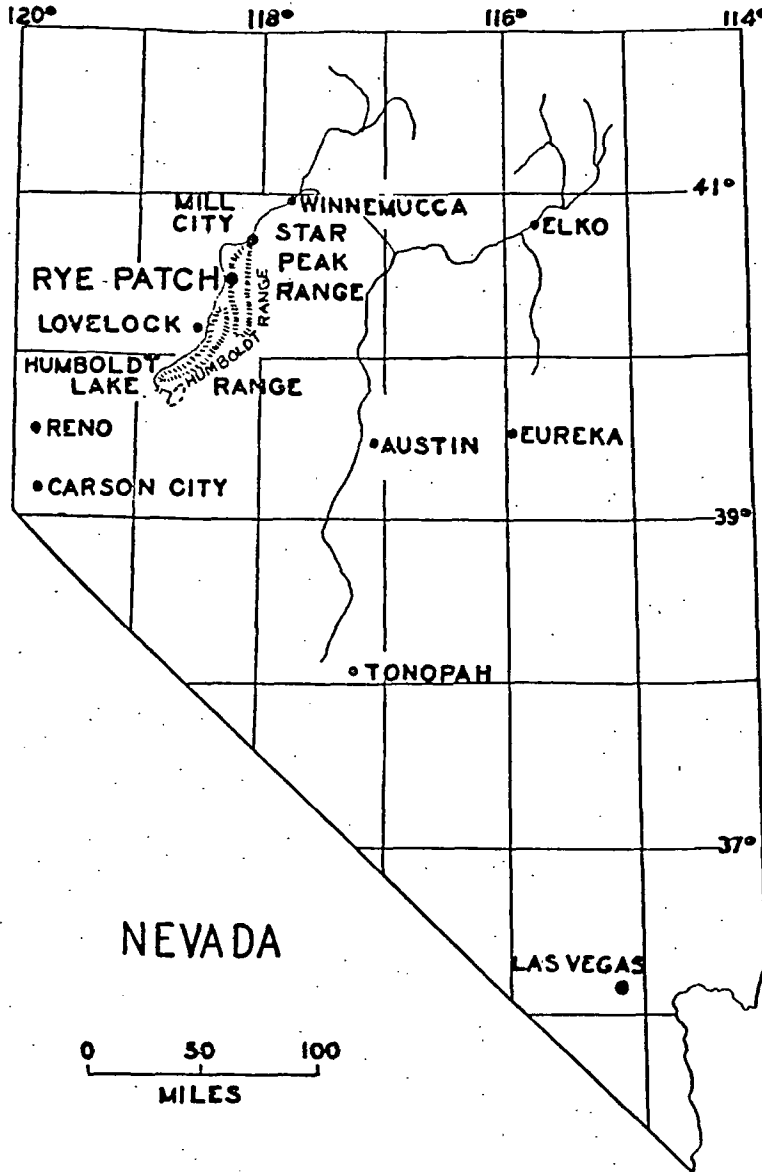 120° 118° 116° 114°
41°
MILL
CITY
WINNEMUCCA
ELKO
STAR
PEAK
RANGE
RYE PATCH
HUMBOLDT RANGE
LOVELOCK
HUMBOLDT
LAKE
HUMBOLDT
RANGE
RENO
AUSTIN
EUREKA
CARSON CITY
39°
TONOPAH
37°
NEVADA
LAS VEGAS
0 50 100
MILES